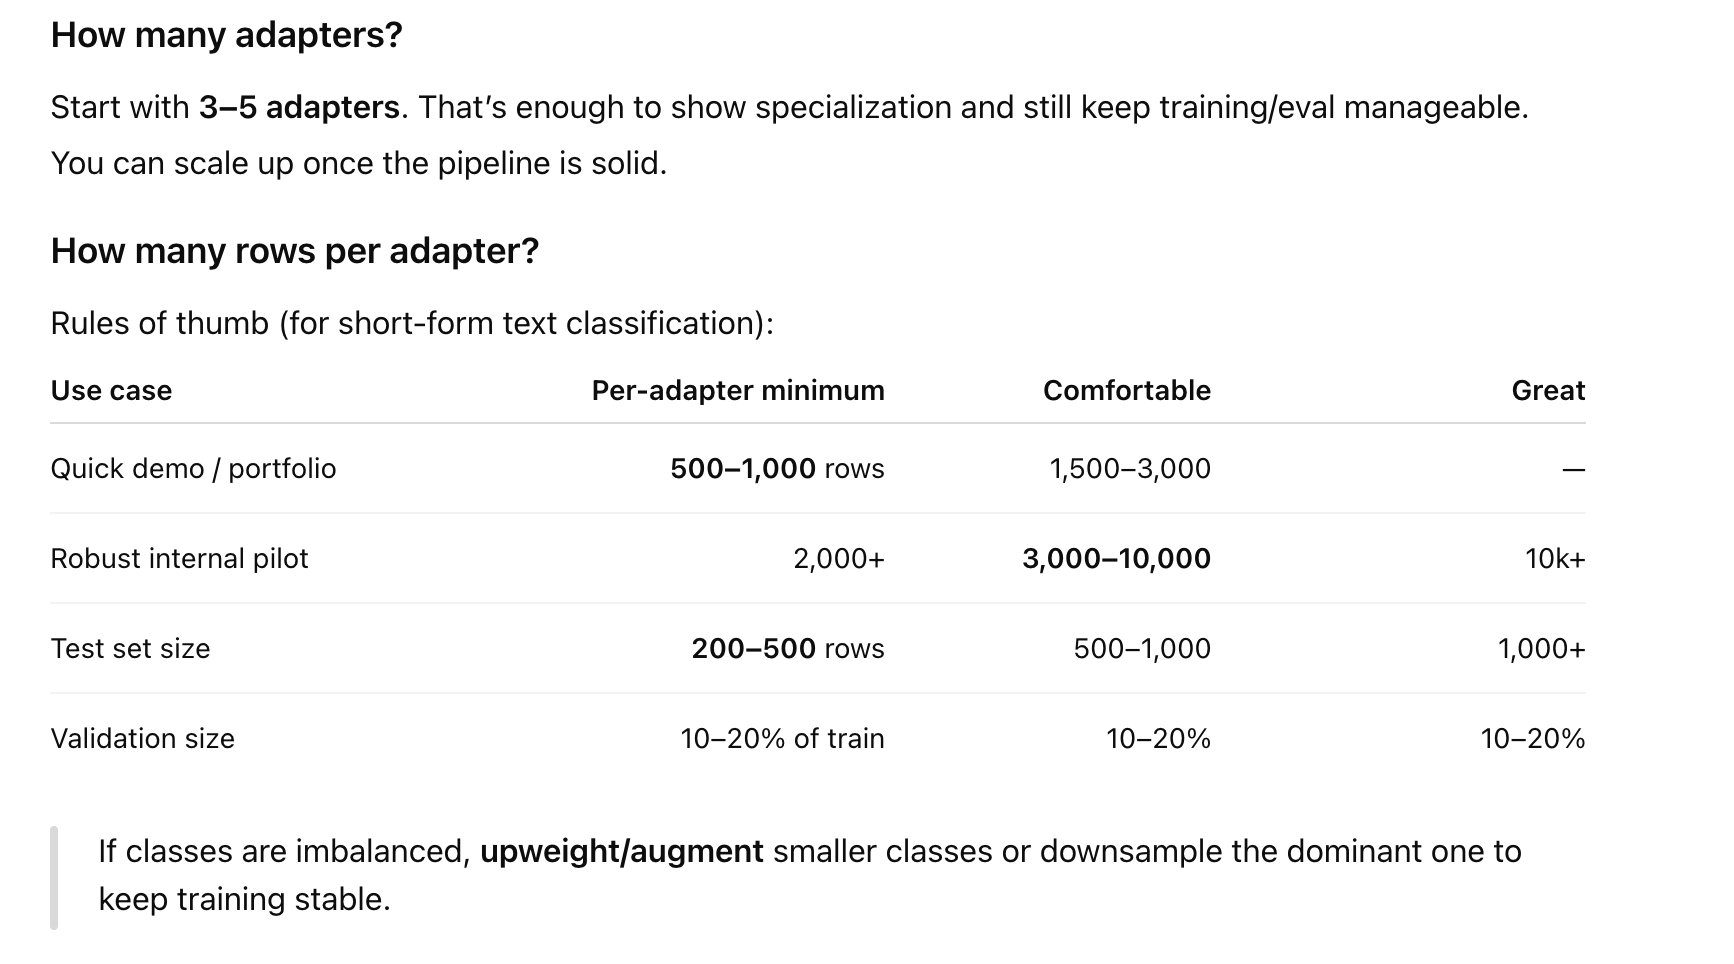 How many adapters?
Start with 3–5 adapters. That’s enough to show specialization and still keep training/eval manageable.
You can scale up once the pipeline is solid.
How many rows per adapter?
Rules of thumb (for short-form text classification):
Use case Per-adapter minimum Comfortable Great
Quick demo / portfolio 500–1,000 rows 1,500–3,000 —
Robust internal pilot 2,000+ 3,000–10,000 10k+
Test set size 200–500 rows 500–1,000 1,000+
Validation size 10–20% of train 10–20% 10–20%
If classes are imbalanced, upweight/augment smaller classes or downsample the dominant one to
keep training stable.